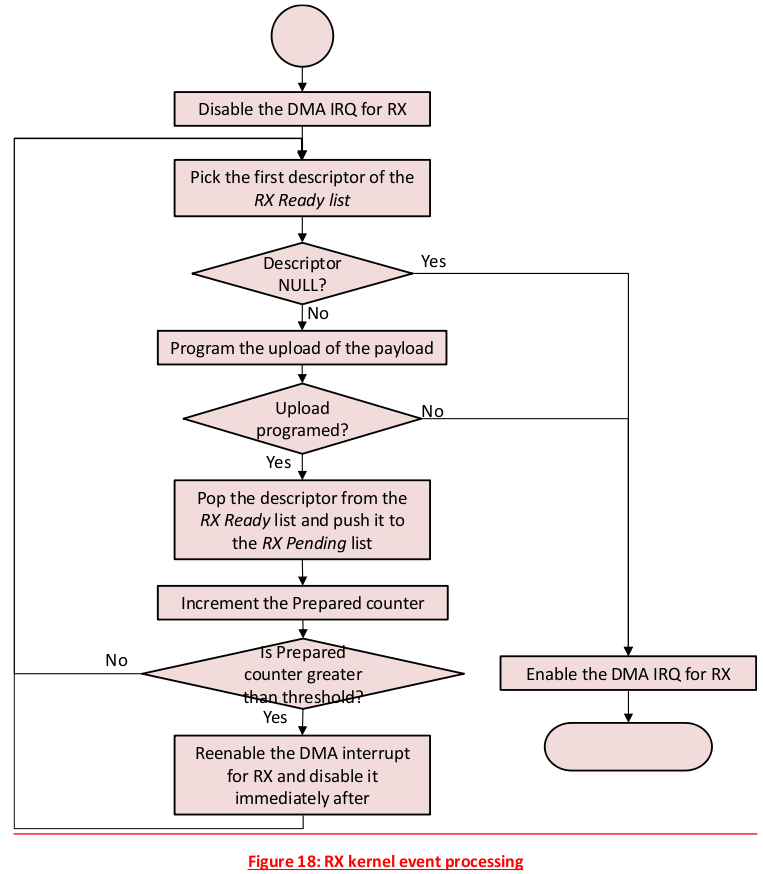 Disable the DMA IRQ for RX
Pick the first descriptor of the
RX Ready list
Descriptor
NULL?
Yes
No
Program the upload of the payload
Upload
programed?
No
Yes
Pop the descriptor from the
RX Ready list and push it to
the RX Pending list
Increment the Prepared counter
Is Prepared
counter greater
than threshold?
No
Yes
Reenable the DMA interrupt
for RX and disable it
immediately after
Enable the DMA IRQ for RX
Figure 18: RX kernel event processing